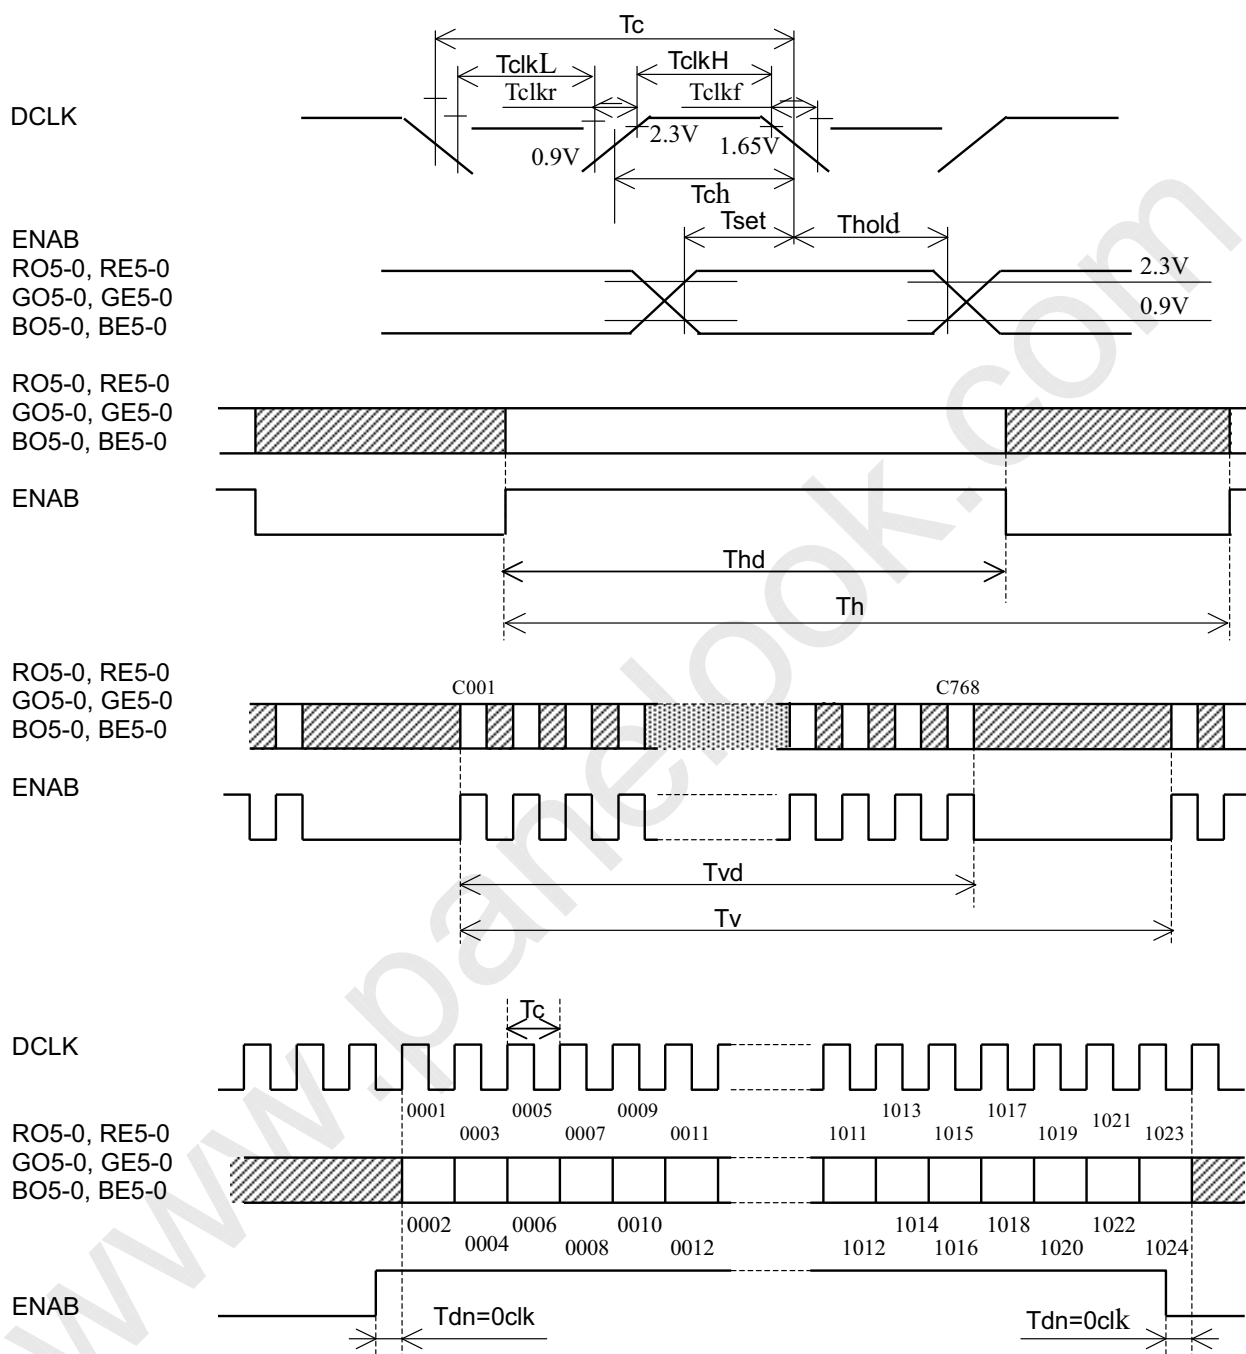 Tc
TclkL TclkH
Tclkr Tclkf
DCLK
2.3V
0.9V 1.65V
Tch
Tset Thold
ENAB
RO5-0, RE5-0
2.3V
GO5-0, GE5-0
0.9V
BO5-0, BE5-0
RO5-0, RE5-0
GO5-0, GE5-0
BO5-0, BE5-0
ENAB
Thd
Th
RO5-0, RE5-0
C001 C768
GO5-0, GE5-0
BO5-0, BE5-0
ENAB
Tvd
Tv
Tc
DCLK
0001 0005 0009 1013 1017 1021
RO5-0, RE5-0 0003 0007 0011 1011 1015 1019 1023
GO5-0, GE5-0
BO5-0, BE5-0
0002 0006 0010 1014 1018 1022
0004 0008 0012 1012 1016 1020 1024
ENAB
Tdn=0clk Tdn=0clk
www.panelook.com